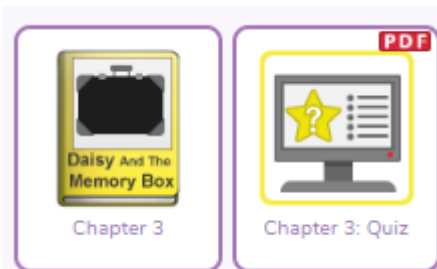 PDF
Daisy And The
Memory Box
?
Chapter 3
Chapter 3: Quiz